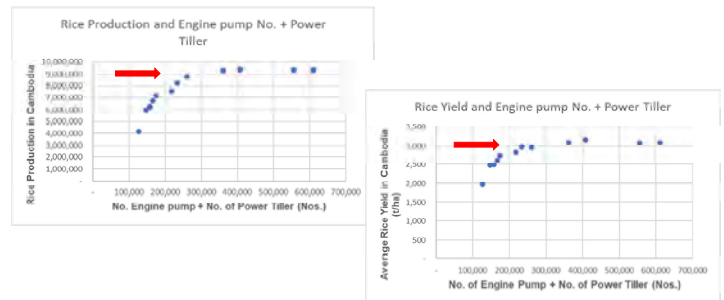 Rice Production and Engine pump No. + Power
Tiller
10,000,000
9,000,000
8,000,000
7,000,000
6,000,000
5,000,000
4,000,000
3,000,000
2,000,000
1,000,000
-
Rice Production in Cambodia
-
100,000 200,000 300,000 400,000 500,000 600,000 700,000
No. Engine pump + No. of Power Tiller (Nos.)
Rice Yield and Engine pump No. + Power Tiller
3,500
3,000
2,500
2,000
1,500
1,000
500
-
Average Rice Yield in Cambodia
(t/ha)
-
100,000 200,000 300,000 400,000 500,000 600,000 700,000
No. of Engine Pump + No. of Power Tiller (Nos.)